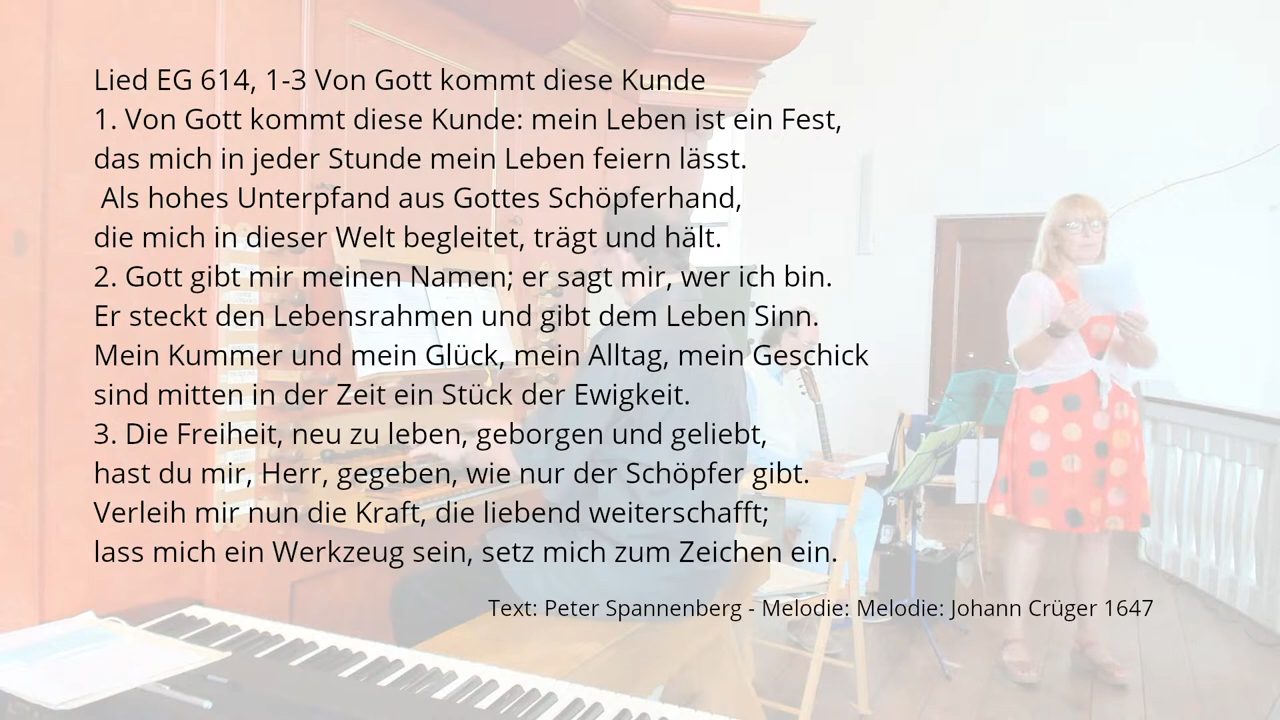 Lied EG 614, 1-3 Von Gott kommt diese Kunde
1. Von Gott kommt diese Kunde: mein Leben ist ein Fest,
das mich in jeder Stunde mein Leben feiern lässt.
Als hohes Unterpfand aus Gottes Schöpferhand,
die mich in dieser Welt begleitet, trägt und hält.
2. Gott gibt mir meinen Namen; er sagt mir, wer ich bin.
Er steckt den Lebensrahmen und gibt dem Leben Sinn.
Mein Kummer und mein Glück, mein Alltag, mein Geschick
sind mitten in der Zeit ein Stück der Ewigkeit.
3. Die Freiheit, neu zu leben, geborgen und geliebt,
hast du mir, Herr, gegeben, wie nur der Schöpfer gibt.
Verleih mir nun die Kraft, die liebend weiterschafft;
lass mich ein Werkzeug sein, setz mich zum Zeichen ein.
Text: Peter Spannenberg - Melodie: Melodie: Johann Crüger 1647